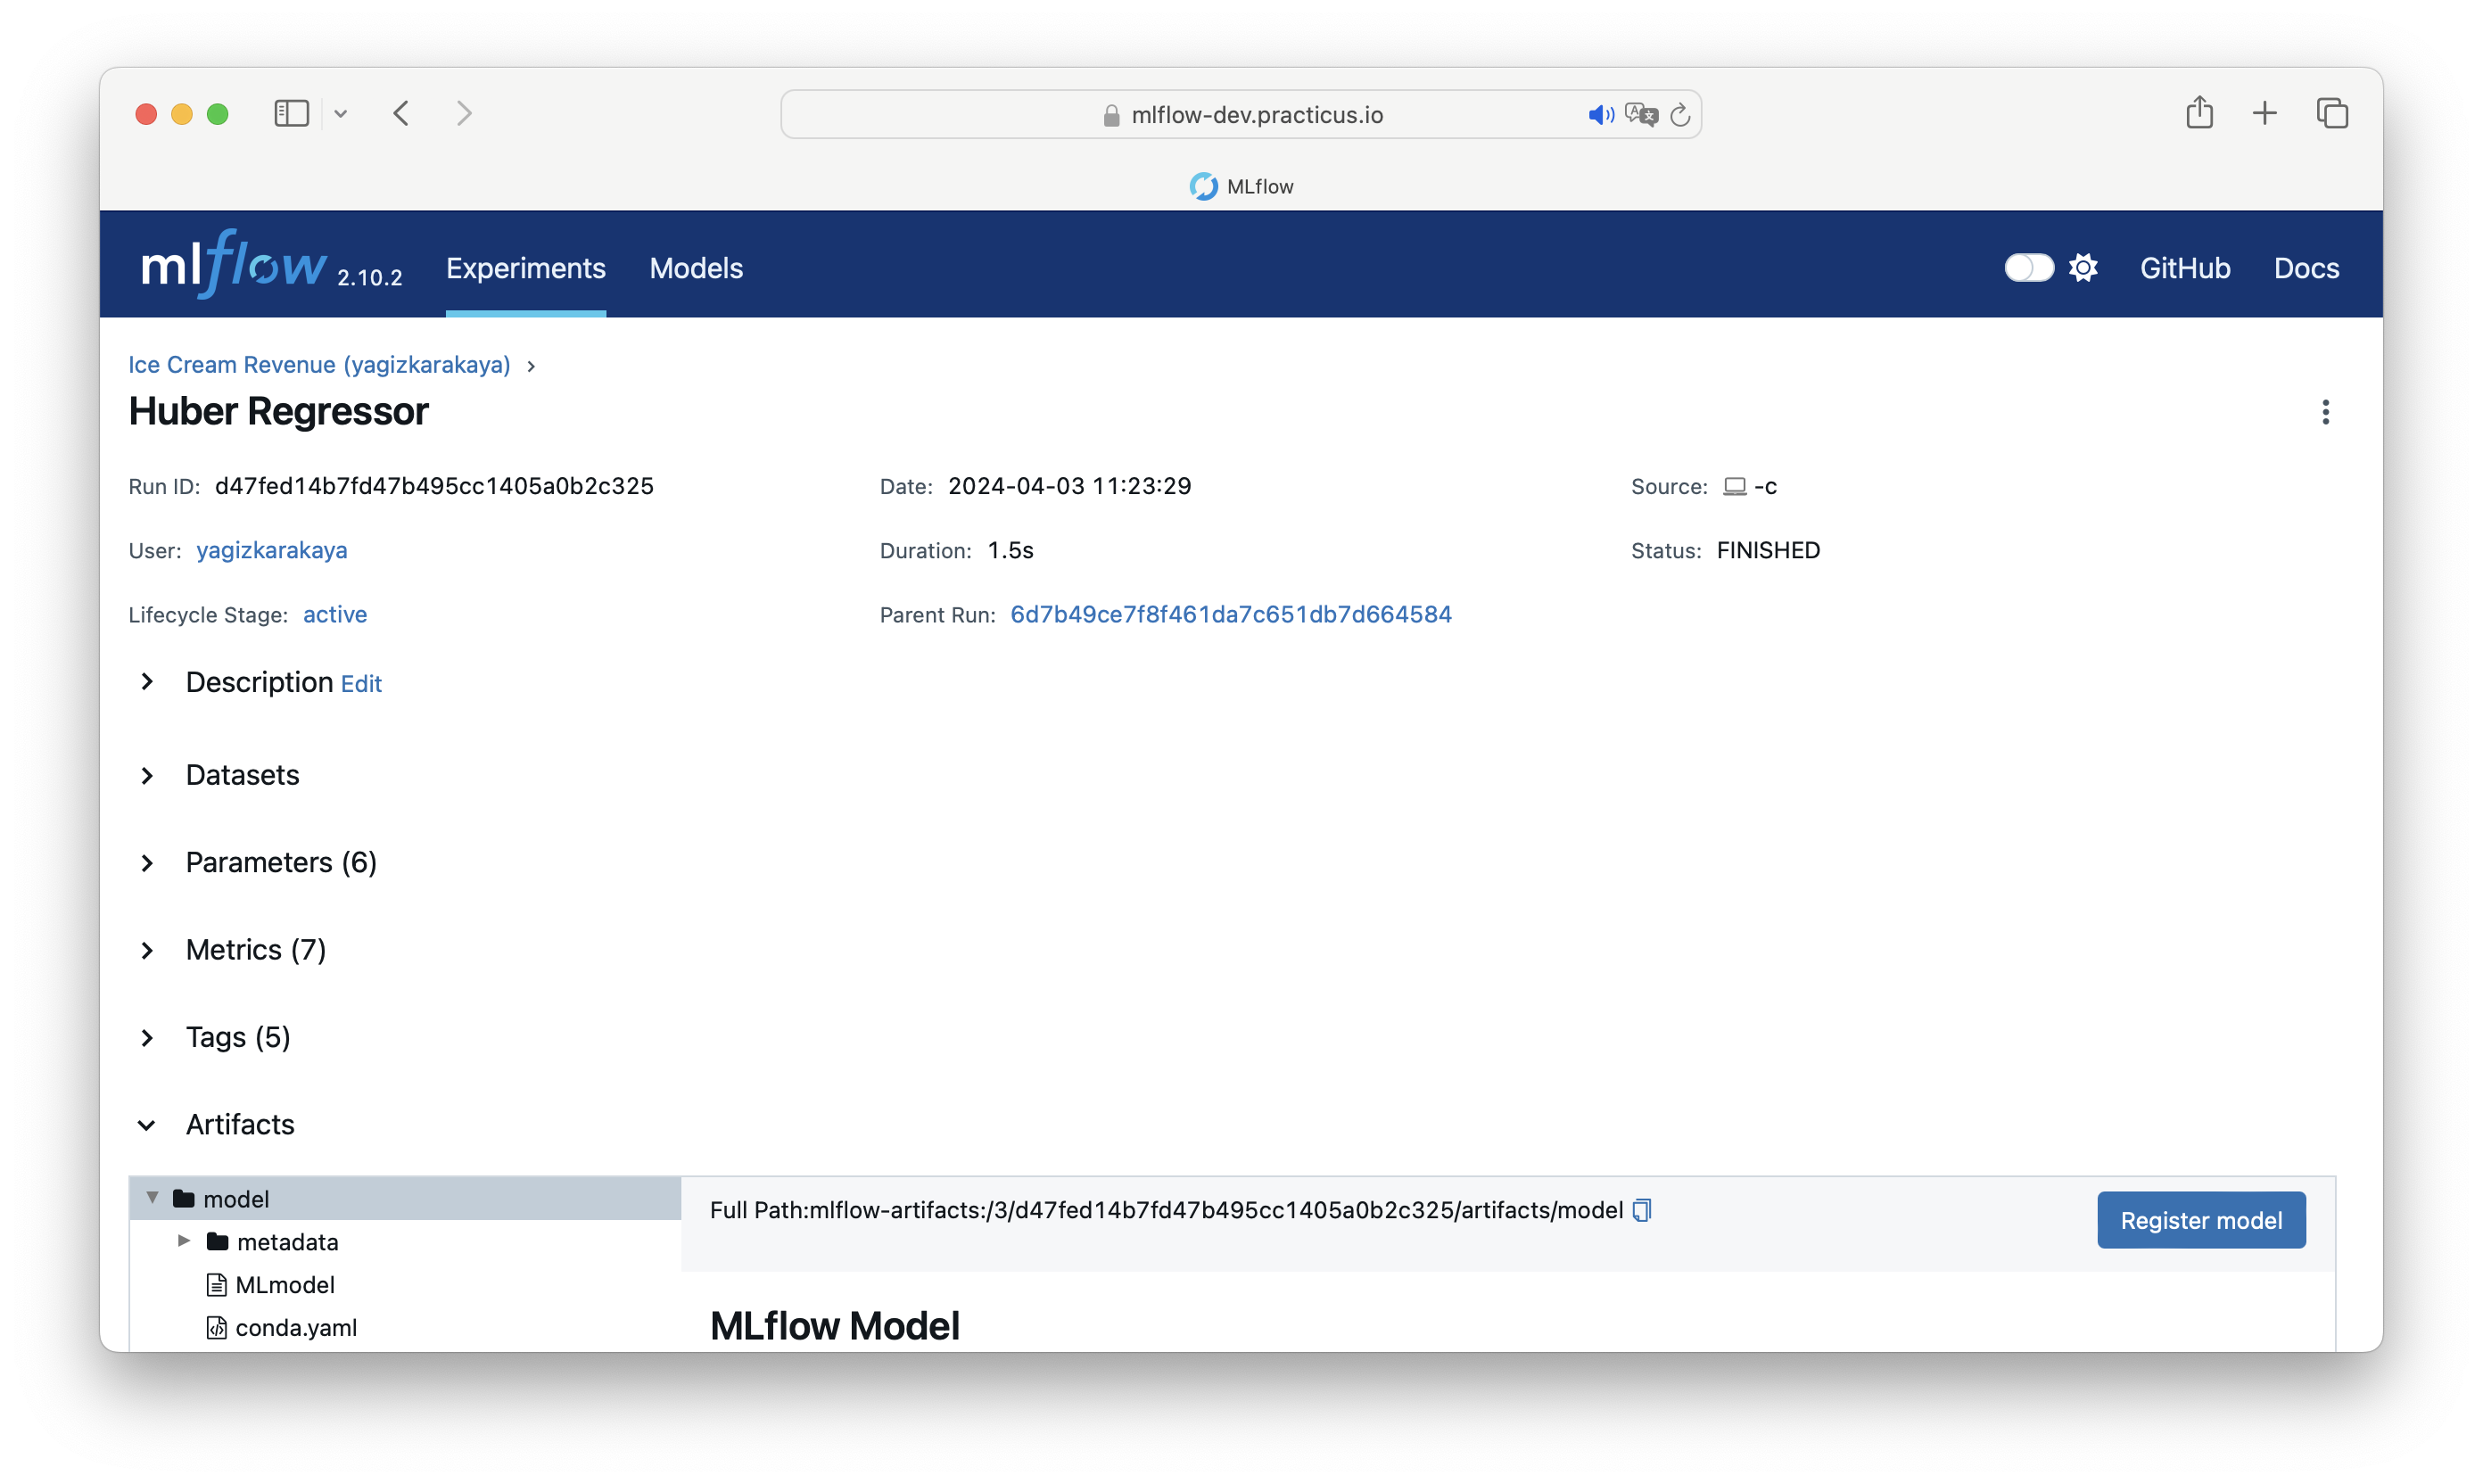 mlflow-dev.practicus.io
MLflow
mlflow 2.10.2 Experiments Models GitHub Docs
Ice Cream Revenue (yagizkarakaya) ›
Huber Regressor
Run ID: d47fed14b7fd47b495cc1405a0b2c325 Date: 2024-04-03 11:23:29 Source: -c
User: yagizkarakaya Duration: 1.5s Status: FINISHED
Lifecycle Stage: active Parent Run: 6d7b49ce7f8f461da7c651db7d664584
Description Edit
Datasets
Parameters (6)
Metrics (7)
Tags (5)
Artifacts
model
Full Path:mlflow-artifacts:/3/d47fed14b7fd47b495cc1405a0b2c325/artifacts/model
Register model
metadata
MLmodel
conda.yaml
MLflow Model